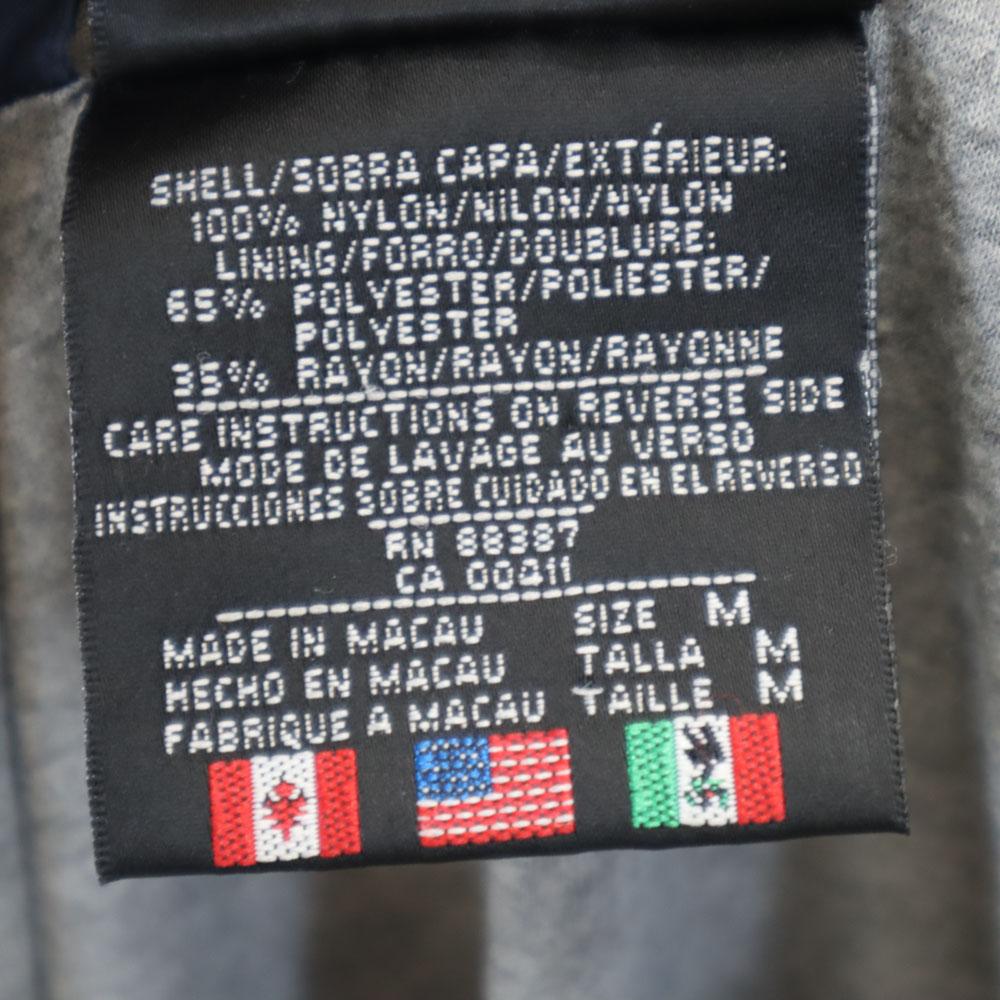 SHELL/SOBRA CAPA/EXTÉRIEUR:
100% NYLON/NILON/NYLON
LINING/FORRO/DOUBLURE:
65% POLYESTER/POLIESTER/
POLYESTER
35% RAYON/RAYON/RAYONNE
CARE INSTRUCTIONS ON REVERSE SIDE
MODE DE LAVAGE AU VERSO
INSTRUCCIONES SOBRE CUIDADO EN EL REVERSO
RN 88387
CA 00411
MADE IN MACAU SIZE M
HECHO EN MACAU TALLA M
FABRIQUE A MACAU TAILLE M